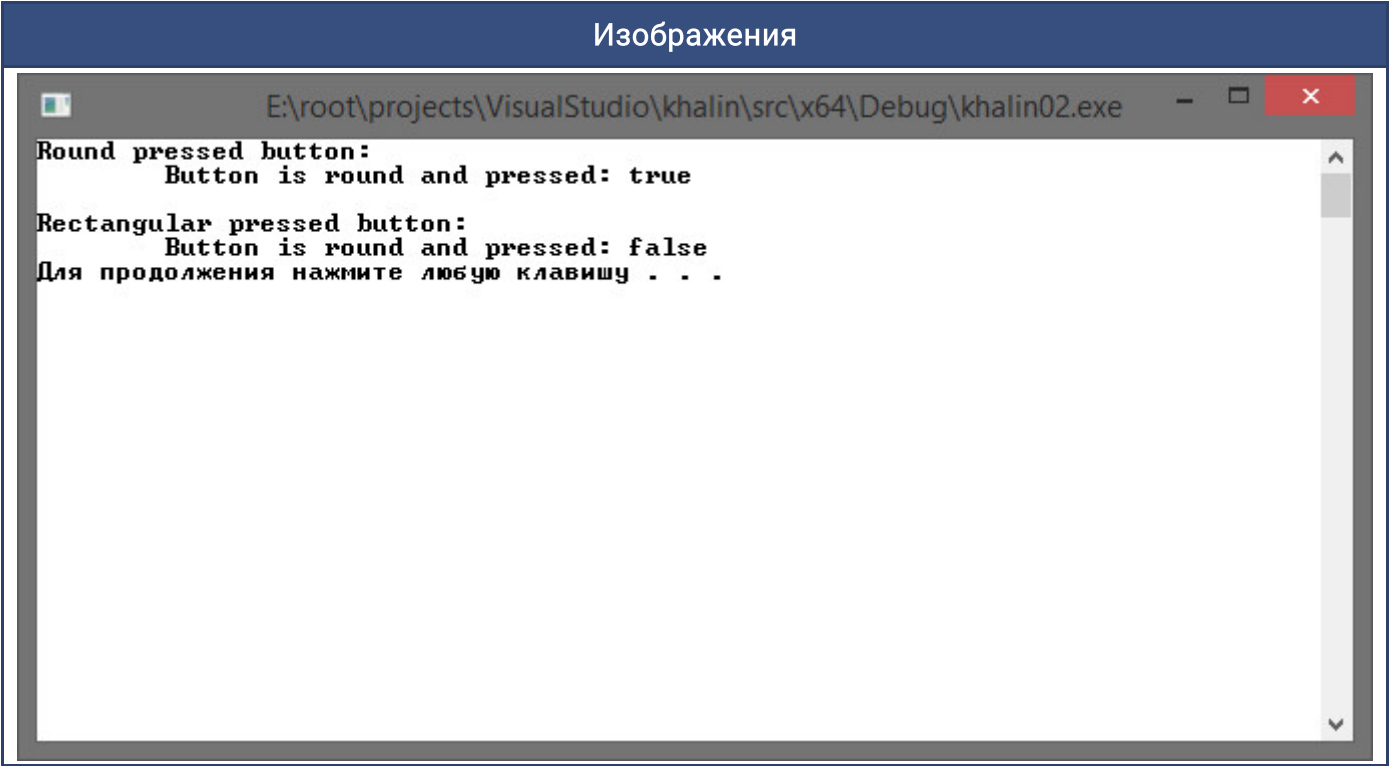 Изображения
E:\root\projects\VisualStudio\khalin\src\x64\Debug\khalin02.exe
Round pressed button:
Button is round and pressed: true
Rectangular pressed button:
Button is round and pressed: false
Для продолжения нажмите любую клавишу . . .